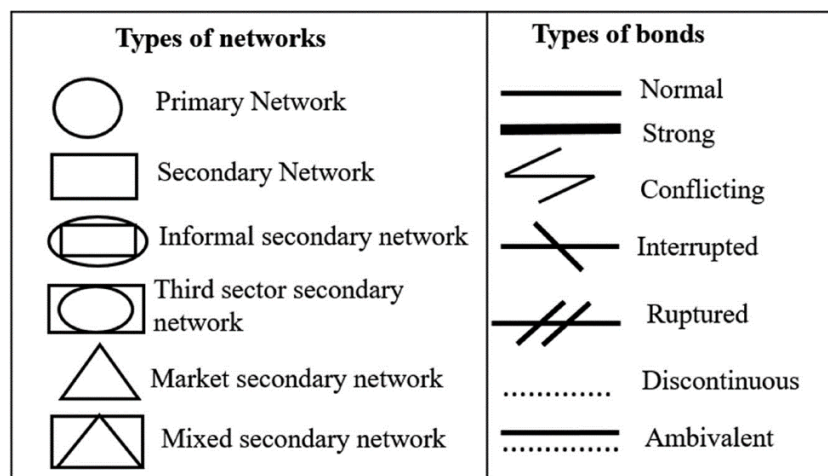 Types of networks
Primary Network
Secondary Network
Informal secondary network
Third sector secondary
network
Market secondary network
Mixed secondary network
Types of bonds
Normal
Strong
Conflicting
Interrupted
Ruptured
Discontinuous
Ambivalent